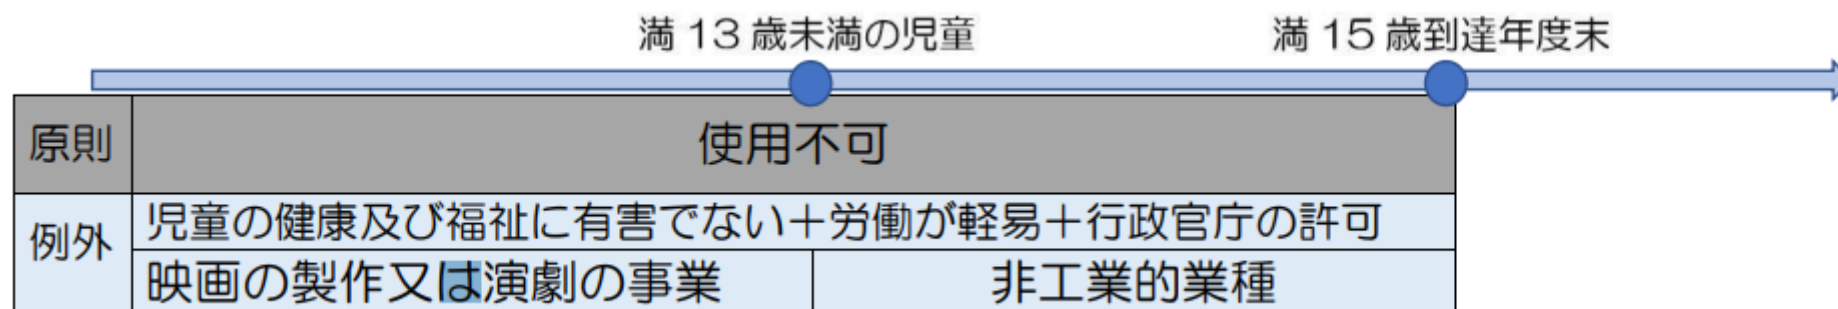 満 13 歳未満の児童
満 15 歳到達年度末
原則
使用不可
例外
児童の健康及び福祉に有害でない＋労働が軽易＋行政官庁の許可
映画の製作又は演劇の事業
非工業的業種